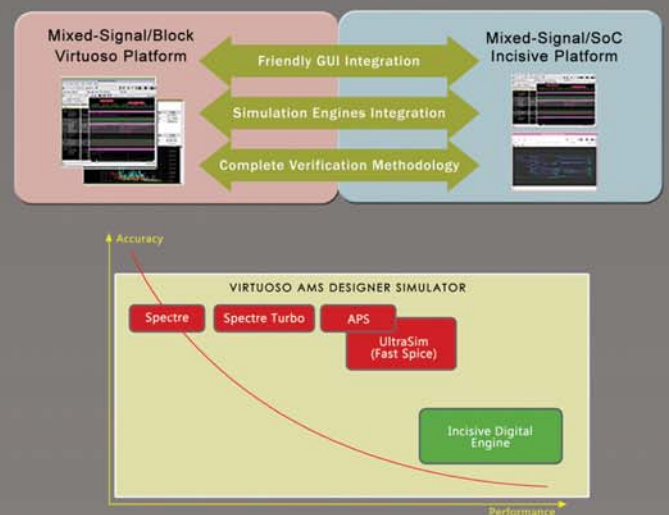 Mixed-Signal/Block
Virtuoso Platform
Mixed-Signal/SoC
Incisive Platform
Friendly GUI Integration
Simulation Engines Integration
Complete Verification Methodology
Accuracy
VIRTUOSO AMS DESIGNER SIMULATOR
Spectre
Spectre Turbo
APS
UltraSim
(Fast Spice)
Incisive Digital
Engine
Performance